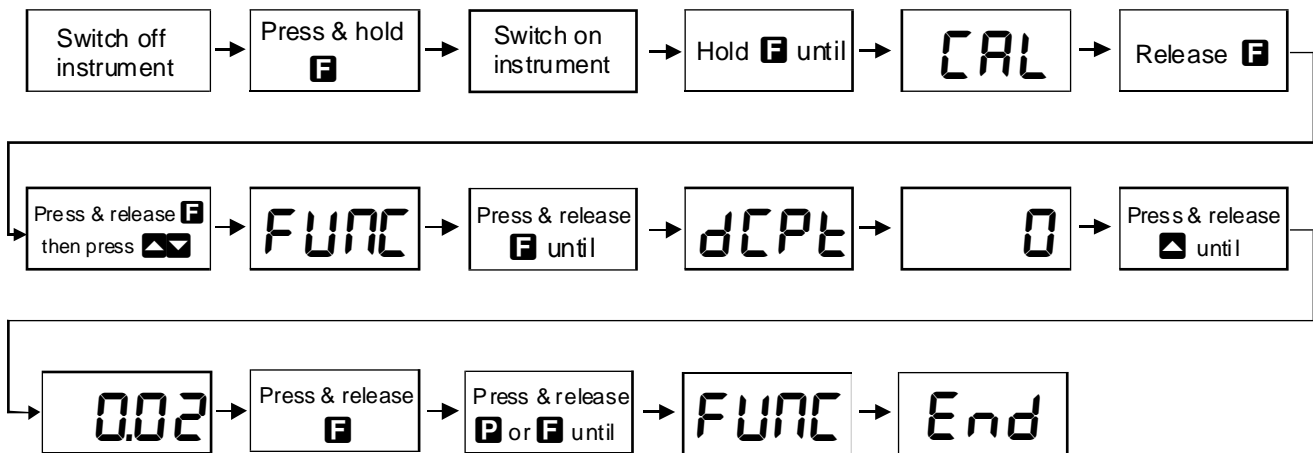 Switch off
instrument
Press & hold
F
Switch on
instrument
Hold F until
CAL
Release F
Press & release F
then press
FUNC
Press & release
F until
dCPt
0
Press & release
until
0.02
Press & release
F
Press & release
P or F until
FUNC
End